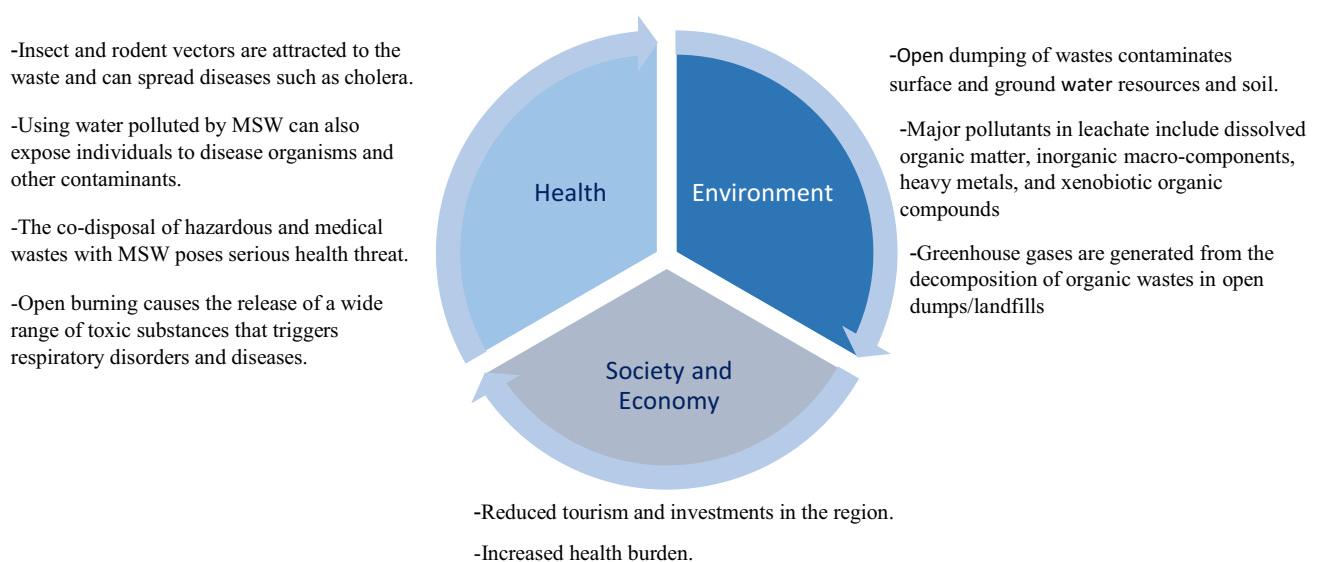 -Insect and rodent vectors are attracted to the
waste and can spread diseases such as cholera.
-Using water polluted by MSW can also
expose individuals to disease organisms and
other contaminants.
-The co-disposal of hazardous and medical
wastes with MSW poses serious health threat.
-Open burning causes the release of a wide
range of toxic substances that triggers
respiratory disorders and diseases.
Health
Environment
Society and
Economy
-Open dumping of wastes contaminates
surface and ground water resources and soil.
-Major pollutants in leachate include dissolved
organic matter, inorganic macro-components,
heavy metals, and xenobiotic organic
compounds
-Greenhouse gases are generated from the
decomposition of organic wastes in open
dumps/landfills
-Reduced tourism and investments in the region.
-Increased health burden.